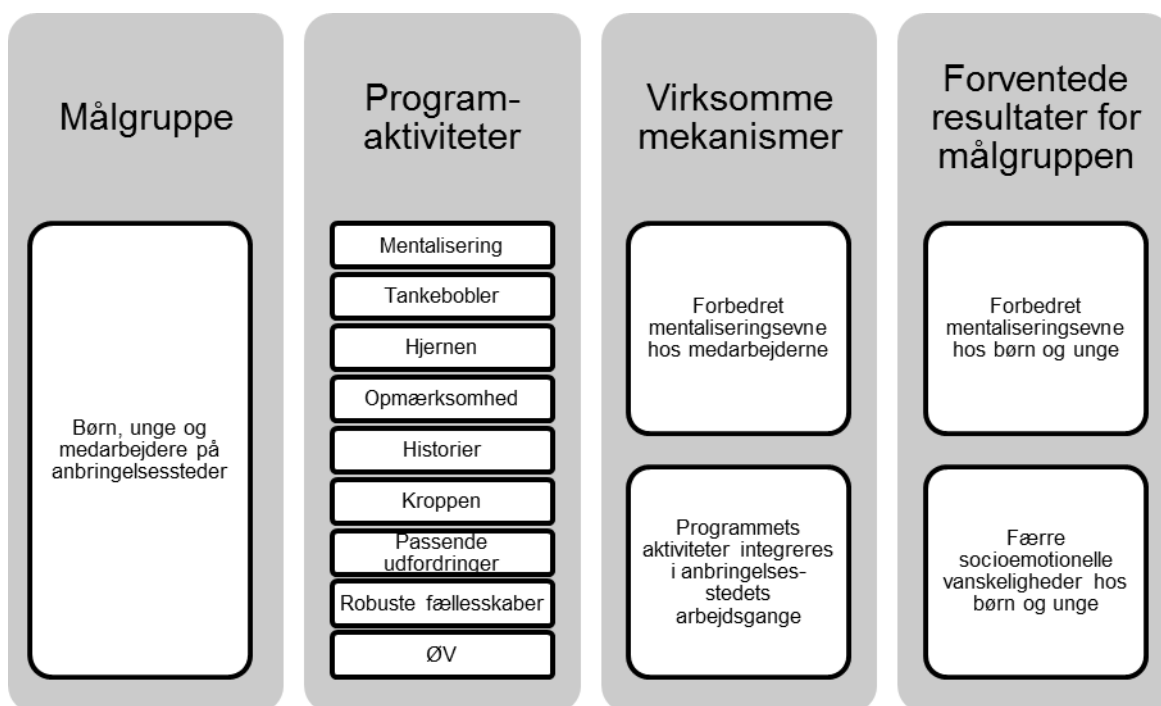 Målgruppe
Børn, unge og
medarbejdere på
anbringelsessteder
Program-
aktiviteter
Mentalisering
Tankebobler
Hjernen
Opmærksomhed
Historier
Kroppen
Passende
udfordringer
Robuste fællesskaber
ØV
Virksomme
mekanismer
Forbedret
mentaliseringsevne
hos medarbejderne
Programmets
aktiviteter integreres
i anbringelses-
stedets
arbejdsgange
Forventede
resultater for
målgruppen
Forbedret
mentaliseringsevne
hos børn og unge
Færre
socioemotionelle
vanskeligheder hos
børn og unge